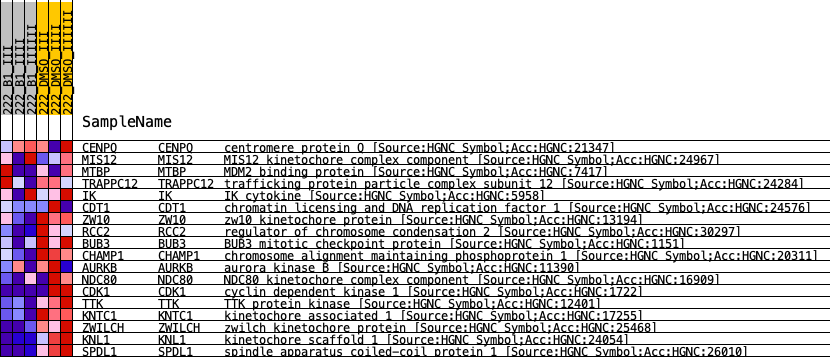 222_B1_III
222_B1_IIII
222_B1_IIIIII
222_DMSO_III
222_DMSO_IIII
222_DMSO_IIIIII
SampleName
CENPQ CENPQ centromere protein Q [Source:HGNC Symbol;Acc:HGNC:21347]
MIS12 MIS12 MIS12 kinetochore complex component [Source:HGNC Symbol;Acc:HGNC:24967]
MTBP MTBP MDM2 binding protein [Source:HGNC Symbol;Acc:HGNC:7417]
TRAPPC12 TRAPPC12 trafficking protein particle complex subunit 12 [Source:HGNC Symbol;Acc:HGNC:24284]
IK IK IK cytokine [Source:HGNC Symbol;Acc:HGNC:5958]
CDT1 CDT1 chromatin licensing and DNA replication factor 1 [Source:HGNC Symbol;Acc:HGNC:24576]
ZW10 ZW10 zw10 kinetochore protein [Source:HGNC Symbol;Acc:HGNC:13194]
RCC2 RCC2 regulator of chromosome condensation 2 [Source:HGNC Symbol;Acc:HGNC:30297]
BUB3 BUB3 BUB3 mitotic checkpoint protein [Source:HGNC Symbol;Acc:HGNC:1151]
CHAMP1 CHAMP1 chromosome alignment maintaining phosphoprotein 1 [Source:HGNC Symbol;Acc:HGNC:20311]
AURKB AURKB aurora kinase B [Source:HGNC Symbol;Acc:HGNC:11390]
NDC80 NDC80 NDC80 kinetochore complex component [Source:HGNC Symbol;Acc:HGNC:16909]
CDK1 CDK1 cyclin dependent kinase 1 [Source:HGNC Symbol;Acc:HGNC:1722]
TTK TTK TTK protein kinase [Source:HGNC Symbol;Acc:HGNC:12401]
KNTC1 KNTC1 kinetochore associated 1 [Source:HGNC Symbol;Acc:HGNC:17255]
ZWILCH ZWILCH zwilch kinetochore protein [Source:HGNC Symbol;Acc:HGNC:25468]
KNL1 KNL1 kinetochore scaffold 1 [Source:HGNC Symbol;Acc:HGNC:24054]
SPDL1 SPDL1 spindle apparatus coiled-coil protein 1 [Source:HGNC Symbol;Acc:HGNC:26010]